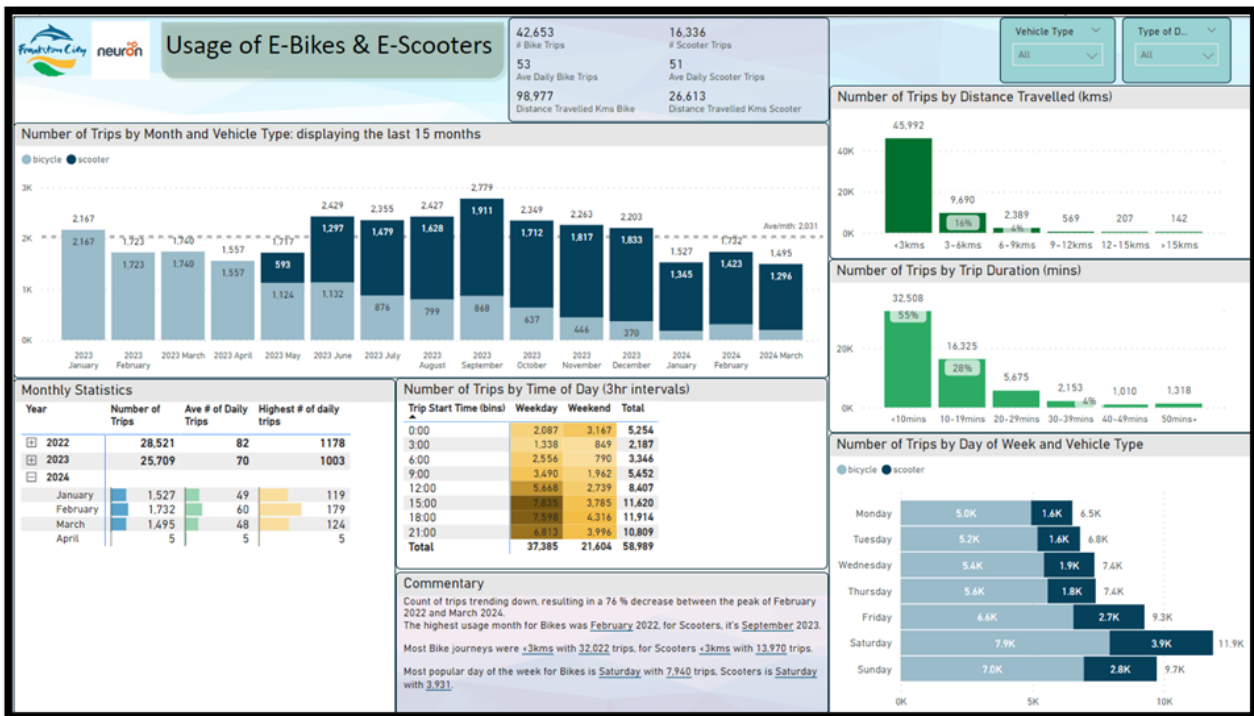 Frankston City
neuron
Usage of E-Bikes & E-Scooters
42,653
# Bike Trips
16,336
# Scooter Trips
53
Ave Daily Bike Trips
51
Ave Daily Scooter Trips
98,977
Distance Travelled Kms Bike
26,613
Distance Travelled Kms Scooter
Vehicle Type
All
Type of D...
All
Number of Trips by Month and Vehicle Type: displaying the last 15 months
bicycle scooter
3K
2K
1K
0K
2,167
1,723
1,740
1,557
1,717
2,429
2,355
2,427
2,779
2,349
2,263
2,203
1,527
1,732
1,495
Ave/mth: 2,031
593
1,297
1,479
1,628
1,911
1,712
1,817
1,833
1,345
1,423
1,296
2,167
1,723
1,740
1,557
1,124
1,132
876
799
868
637
446
370
2023 January
2023 February
2023 March
2023 April
2023 May
2023 June
2023 July
2023 August
2023 September
2023 October
2023 November
2023 December
2024 January
2024 February
2024 March
Number of Trips by Distance Travelled (kms)
40K
20K
0K
45,992
9,690
16%
2,389
4%
569
207
142
<3kms 3-6kms 6-9kms 9-12kms 12-15kms >15kms
Number of Trips by Trip Duration (mins)
20K
0K
32,508
55%
16,325
28%
5,675
2,153
4%
1,010
1,318
<10mins 10-19mins 20-29mins 30-39mins 40-49mins 50mins+
Monthly Statistics
Year Number of Trips Ave # of Daily Trips Highest # of daily trips
2022 28,521 82 1178
2023 25,709 70 1003
2024
January 1,527 49 119
February 1,732 60 179
March 1,495 48 124
April 5 5 5
Number of Trips by Time of Day (3hr intervals)
Trip Start Time (bins) Weekday Weekend Total
0:00 2,087 3,167 5,254
3:00 1,338 849 2,187
6:00 2,556 790 3,346
9:00 3,490 1,962 5,452
12:00 5,668 2,739 8,407
15:00 7,835 3,785 11,620
18:00 7,598 4,316 11,914
21:00 6,813 3,996 10,809
Total 37,385 21,604 58,989
Commentary
Count of trips trending down, resulting in a 76 % decrease between the peak of February
2022 and March 2024.
The highest usage month for Bikes was February 2022, for Scooters, it's September 2023.
Most Bike journeys were <3kms with 32,022 trips, for Scooters <3kms with 13,970 trips.
Most popular day of the week for Bikes is Saturday with 7,940 trips, Scooters is Saturday
with 3,931.
Number of Trips by Day of Week and Vehicle Type
bicycle scooter
Monday 5.0K 1.6K 6.5K
Tuesday 5.2K 1.6K 6.8K
Wednesday 5.4K 1.9K 7.4K
Thursday 5.6K 1.8K 7.4K
Friday 6.6K 2.7K 9.3K
Saturday 7.9K 3.9K 11.9K
Sunday 7.0K 2.8K 9.7K
0K 5K 10K